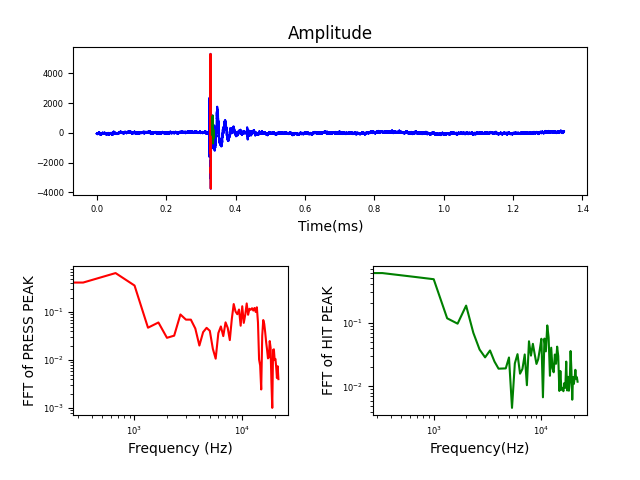 Amplitude
4000
2000
0
−2000
−4000
0.0 0.2 0.4 0.6 0.8 1.0 1.2 1.4
Time(ms)
FFT of PRESS PEAK
10⁻¹
10⁻²
10⁻³
10³ 10⁴
Frequency (Hz)
FFT of HIT PEAK
10⁻¹
10⁻²
10³ 10⁴
Frequency(Hz)